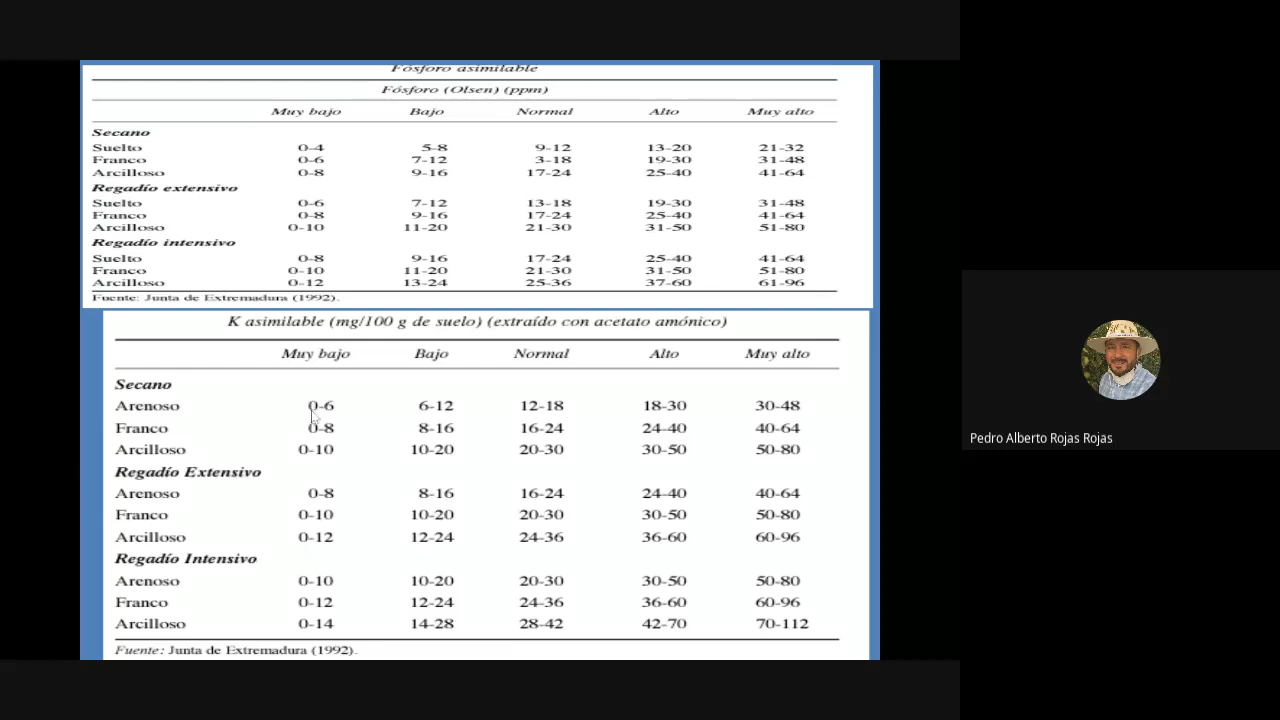 Fósforo asimilable
Fósforo (Olsen) (ppm)
Muy bajo Bajo Normal Alto Muy alto
Secano
Suelto 0-4 5-8 9-12 13-20 21-32
Franco 0-6 7-12 3-18 19-30 31-48
Arcilloso 0-8 9-16 17-24 25-40 41-64
Regadío extensivo
Suelto 0-6 7-12 13-18 19-30 31-48
Franco 0-8 9-16 17-24 25-40 41-64
Arcilloso 0-10 11-20 21-30 31-50 51-80
Regadío intensivo
Suelto 0-8 9-16 17-24 25-40 41-64
Franco 0-10 11-20 21-30 31-50 51-80
Arcilloso 0-12 13-24 25-36 37-60 61-96
Fuente: Junta de Extremadura (1992).
K asimilable (mg/100 g de suelo) (extraído con acetato amónico)
Muy bajo Bajo Normal Alto Muy alto
Secano
Arenoso 0-6 6-12 12-18 18-30 30-48
Franco 0-8 8-16 16-24 24-40 40-64
Arcilloso 0-10 10-20 20-30 30-50 50-80
Regadío Extensivo
Arenoso 0-8 8-16 16-24 24-40 40-64
Franco 0-10 10-20 20-30 30-50 50-80
Arcilloso 0-12 12-24 24-36 36-60 60-96
Regadío Intensivo
Arenoso 0-10 10-20 20-30 30-50 50-80
Franco 0-12 12-24 24-36 36-60 60-96
Arcilloso 0-14 14-28 28-42 42-70 70-112
Fuente: Junta de Extremadura (1992).
Pedro Alberto Rojas Rojas